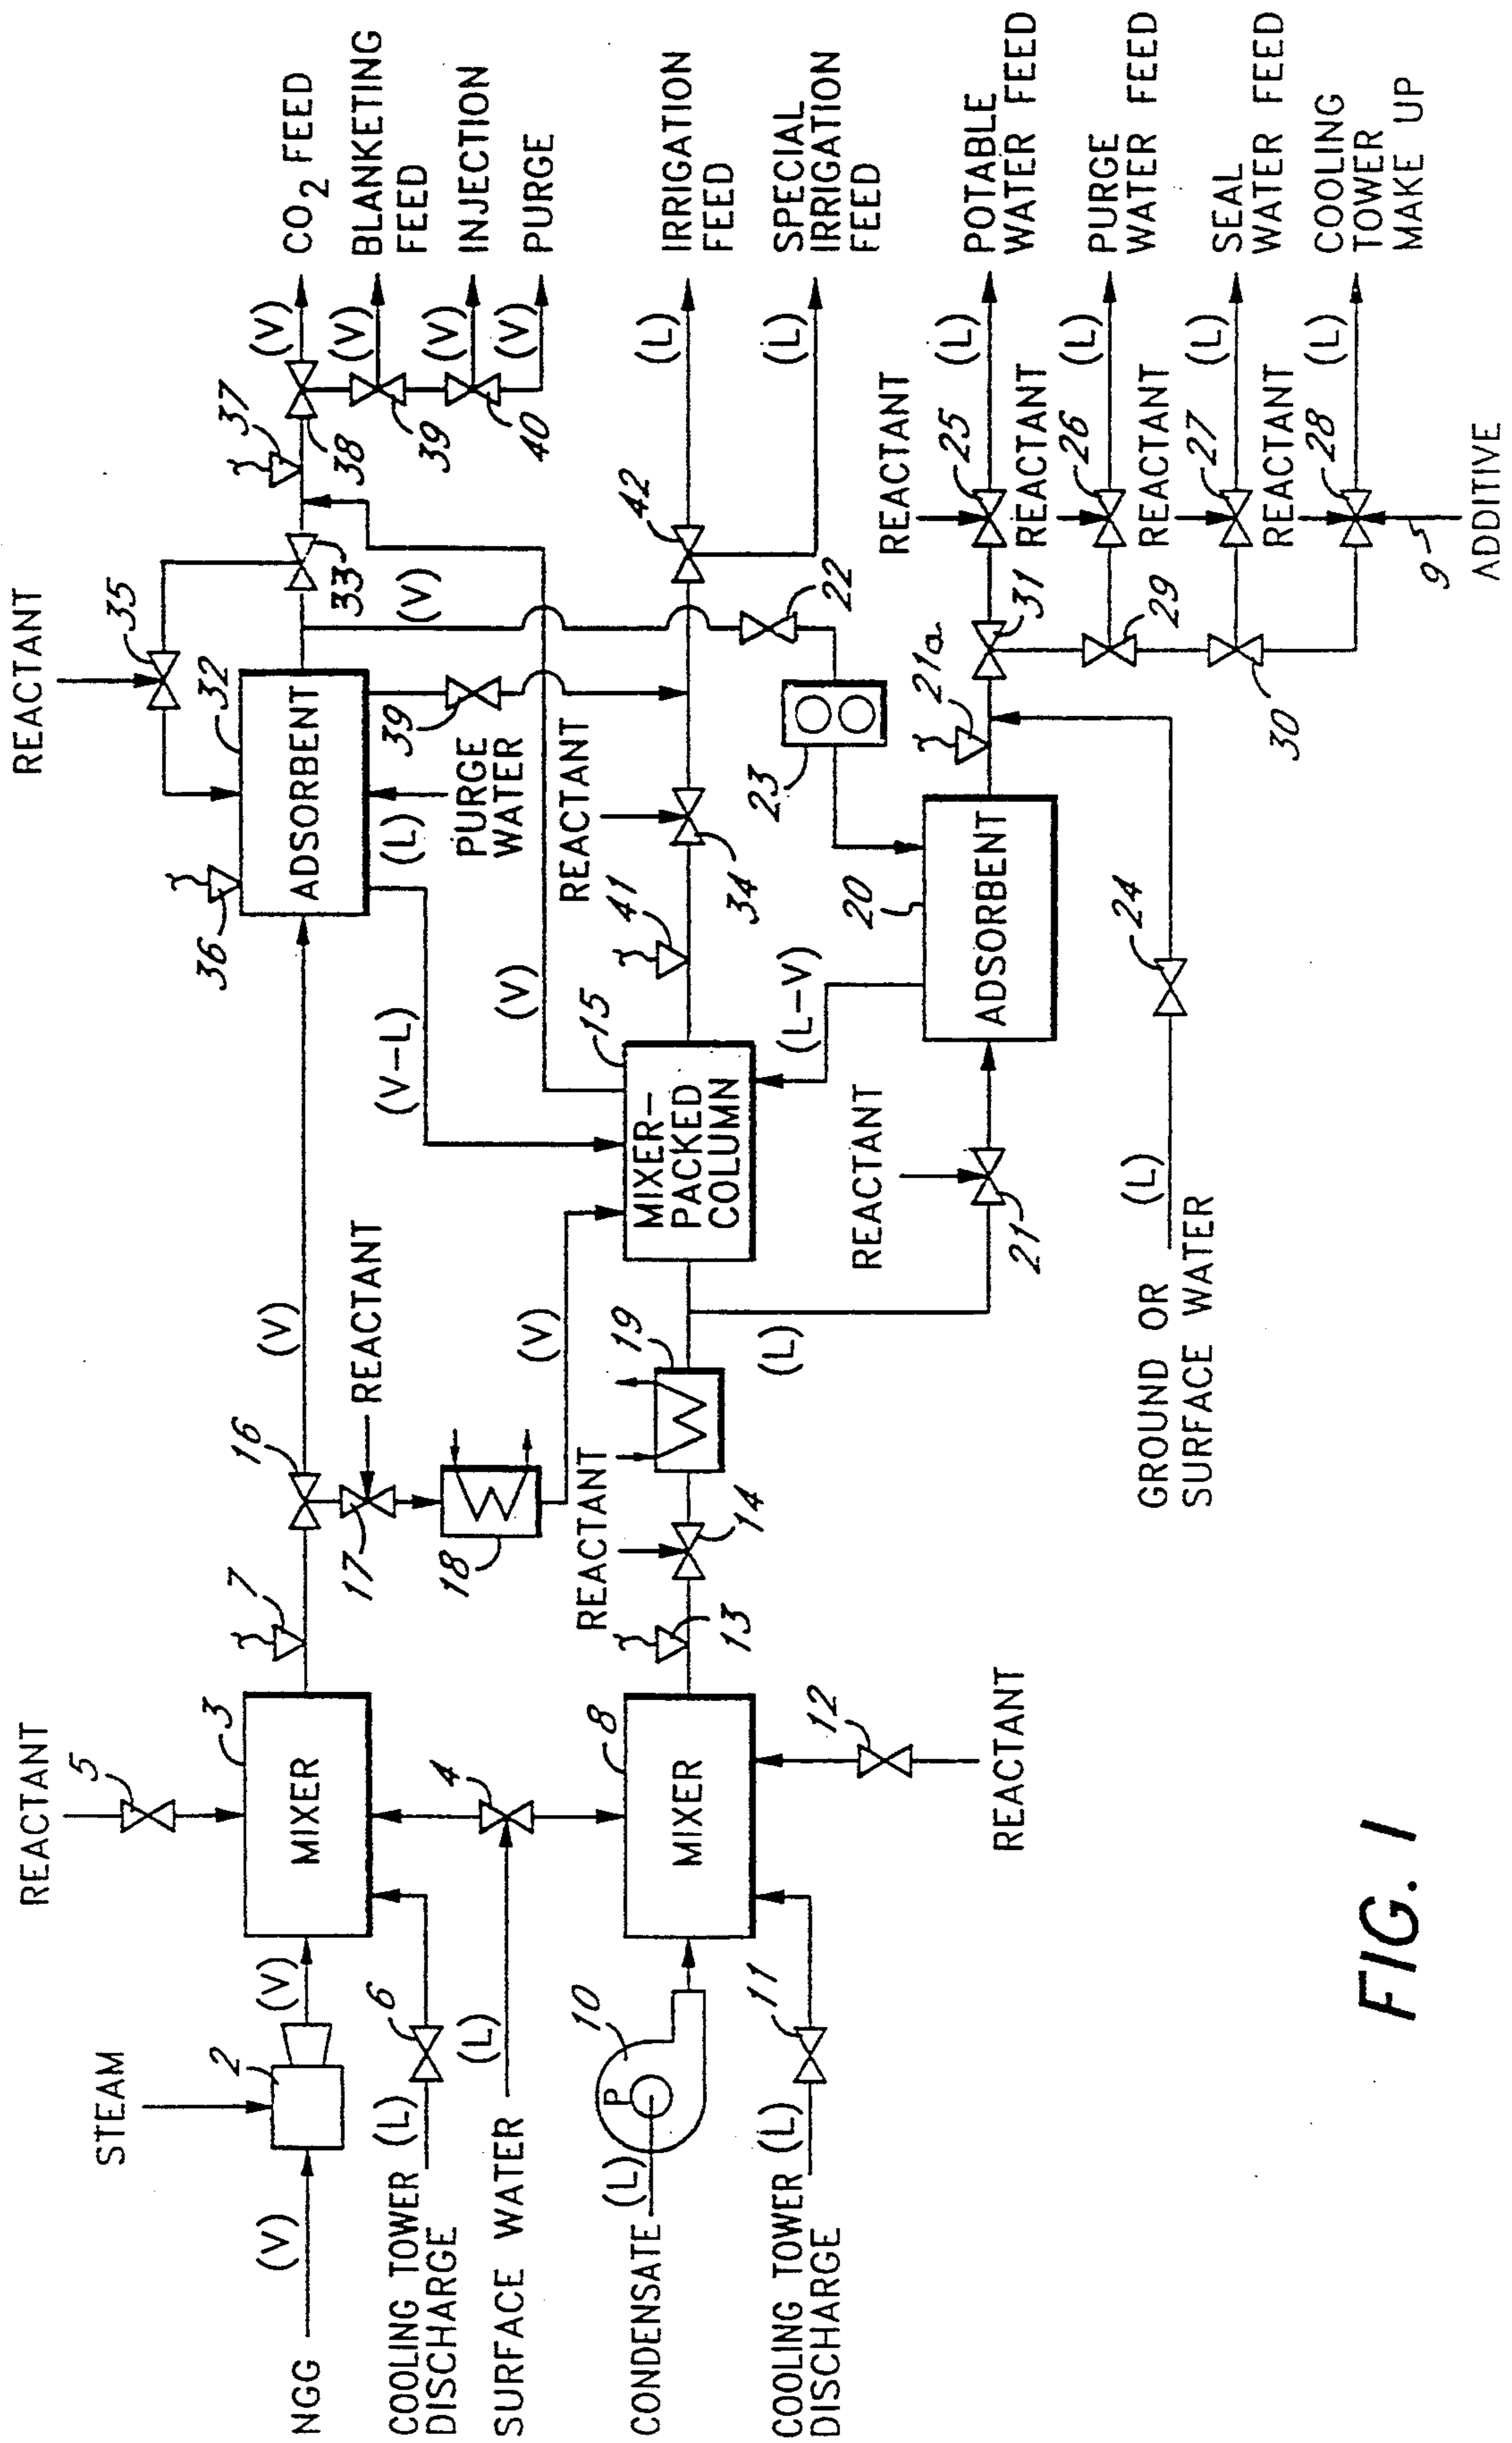 REACTANT
REACTANT
35
STEAM
5
2
(V)
NGG
(V)
3
MIXER
7
16
(V)
36
32
ADSORBENT
33
37
38
(V)
CO2 FEED
(V)
BLANKETING
FEED
39
(V)
INJECTION
40
(V)
PURGE
6
(L)
COOLING TOWER
DISCHARGE
17
REACTANT
18
(V)
(V-L)
(L)
PURGE
WATER
39
(V)
(V)
4
(L)
SURFACE WATER
10
P
(L)
CONDENSATE
8
MIXER
13
REACTANT
14
19
15
MIXER-
PACKED
COLUMN
41
REACTANT
34
42
(L)
IRRIGATION
FEED
(L)
SPECIAL
IRRIGATION
FEED
22
23
11
(L)
COOLING TOWER
DISCHARGE
12
REACTANT
(L)
REACTANT
21
(L-V)
20
ADSORBENT
21a
31
REACTANT
25
(L)
POTABLE
WATER FEED
REACTANT
26
(L)
PURGE
WATER FEED
29
REACTANT
27
(L)
SEAL
WATER FEED
30
REACTANT
28
(L)
COOLING
TOWER
MAKE UP
9
ADDITIVE
24
(L)
GROUND OR
SURFACE WATER
FIG. 1